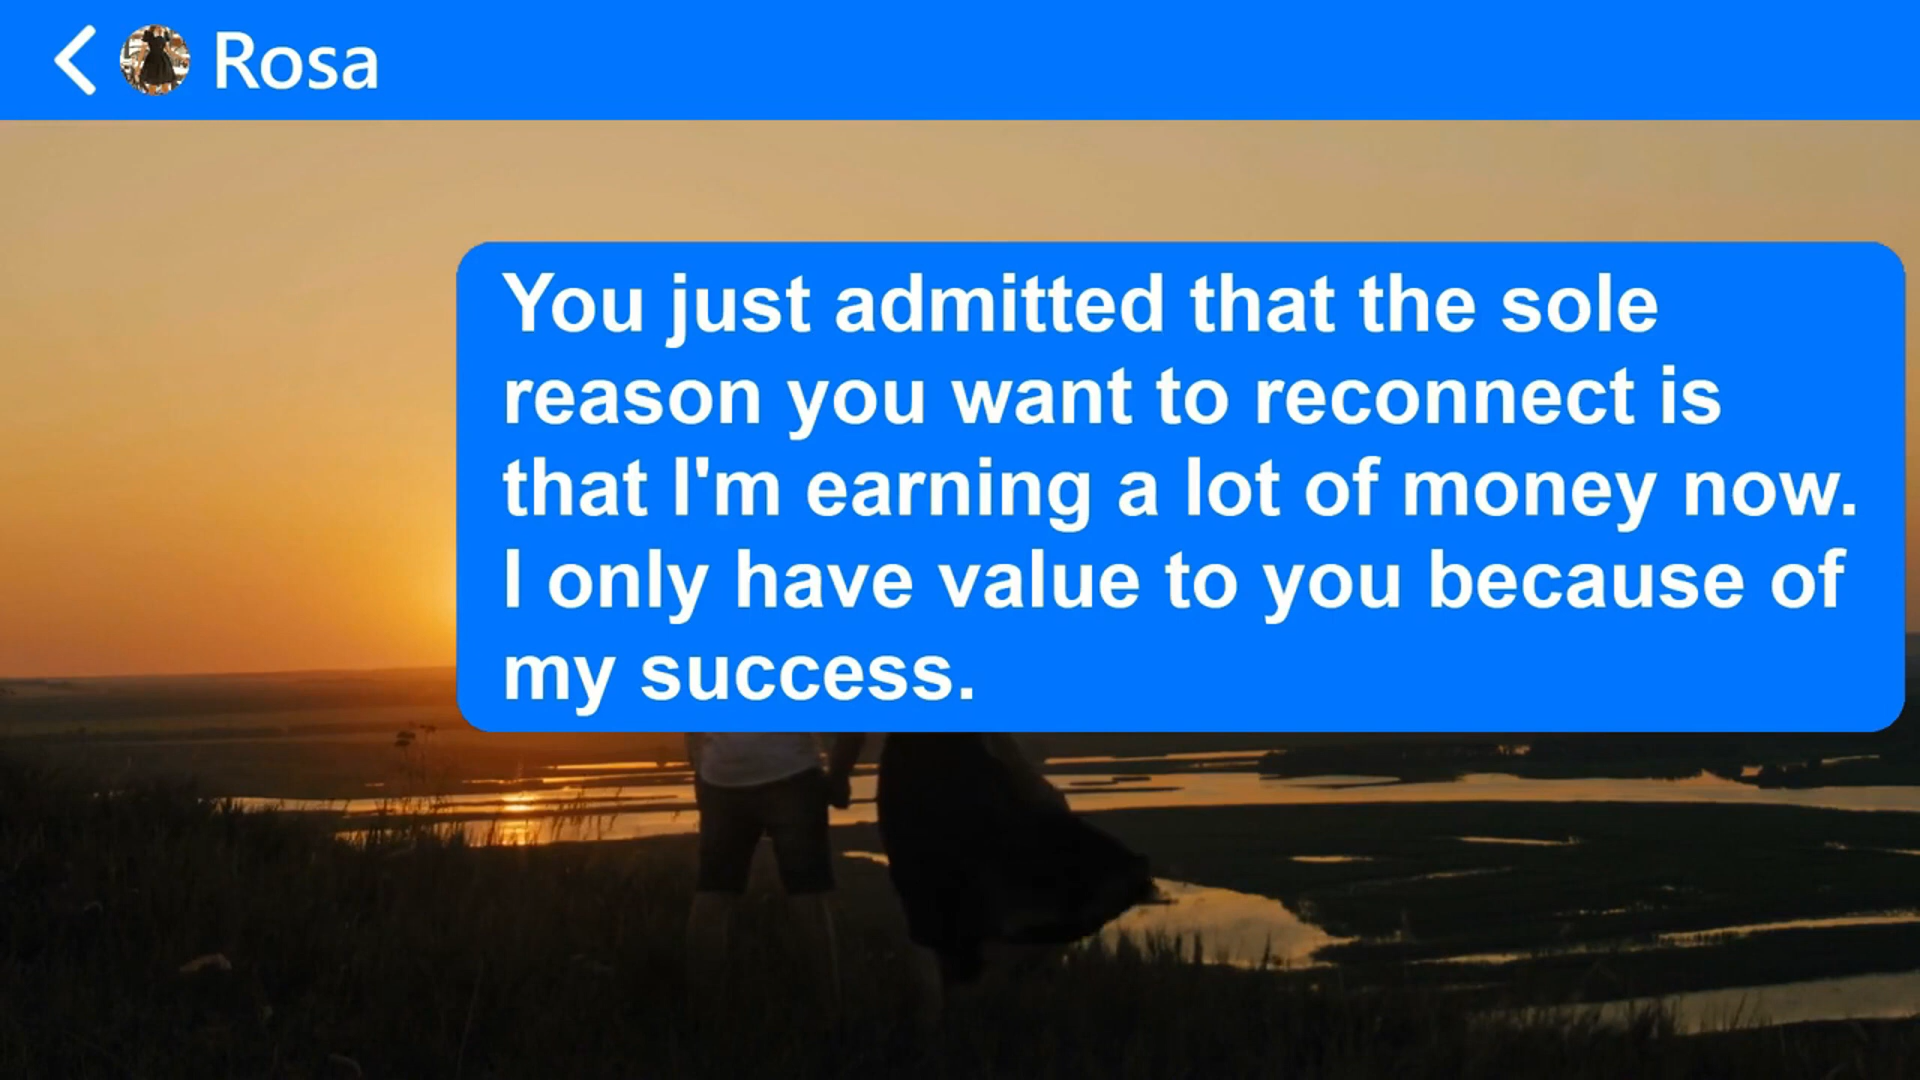 Rosa
You just admitted that the sole
reason you want to reconnect is
that I'm earning a lot of money now.
I only have value to you because of
my success.